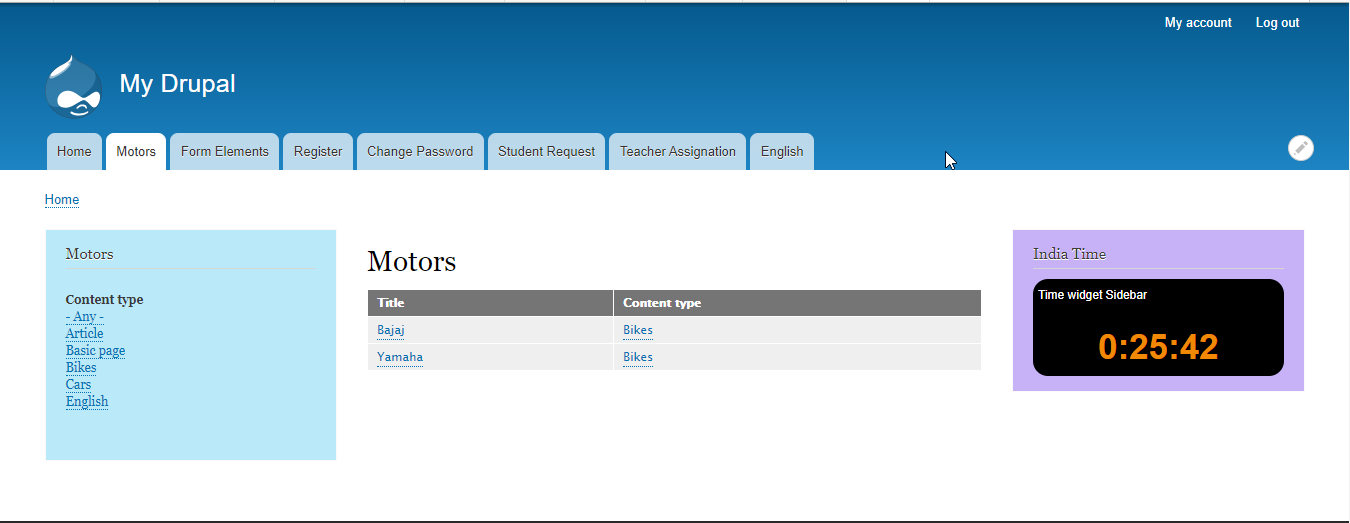 My account Log out
My Drupal
Home Motors Form Elements Register Change Password Student Request Teacher Assignation English
Home
Motors
Content type
- Any -
Article
Basic page
Bikes
Cars
English
Motors
Title Content type
Bajaj Bikes
Yamaha Bikes
India Time
Time widget Sidebar
0:25:42